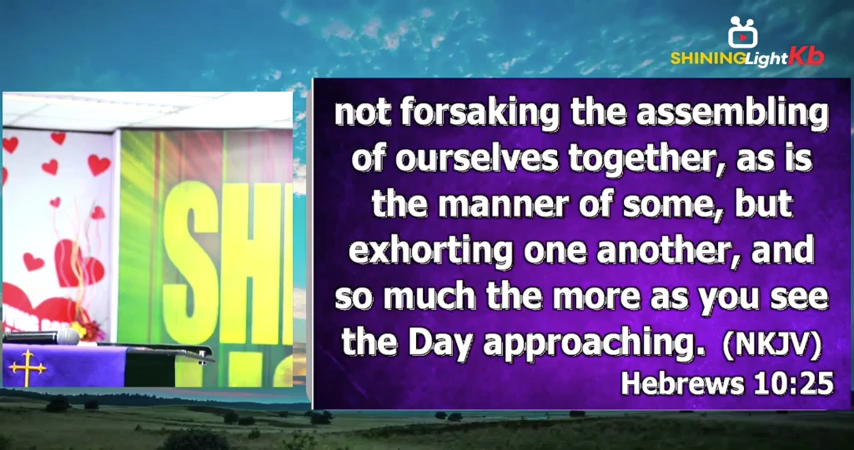 SHININGLightKb
not forsaking the assembling
of ourselves together, as is
the manner of some, but
exhorting one another, and
so much the more as you see
the Day approaching. (NKJV)
Hebrews 10:25
SHI